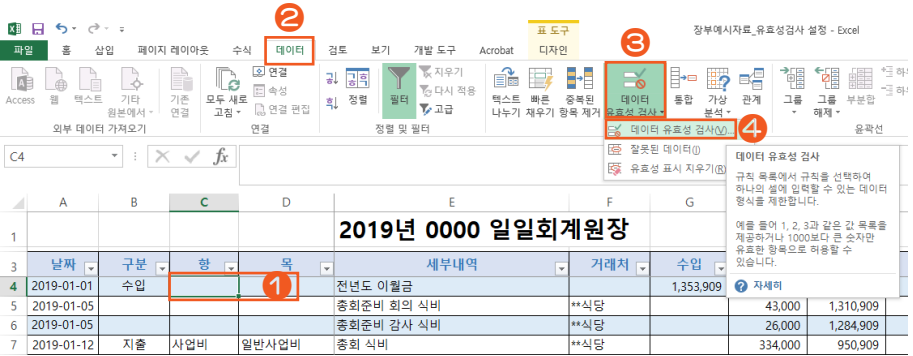 표 도구
장부예시자료_유효성검사 설정 - Excel
2
3
파일 홈 삽입 페이지 레이아웃 수식 데이터 검토 보기 개발 도구 Acrobat 디자인
Access 웹 텍스트 기타 원본에서 기존 연결
외부 데이터 가져오기
모두 새로 고침 연결 속성 연결 편집
연결
정렬 필터 지우기 다시 적용 고급
정렬 및 필터
텍스트 나누기 빠른 채우기 중복된 항목 제거 데이터 유효성 검사 통합 가상 분석 관계
그룹 그룹 해제 부분합
윤곽선
데이터 유효성 검사(V)...
4
잘못된 데이터(I)
유효성 표시 지우기(R)
데이터 유효성 검사
규칙 목록에서 규칙을 선택하여
하나의 셀에 입력할 수 있는 데이터
형식을 제한합니다.
예를 들어 1, 2, 3과 같은 값 목록을
제공하거나 1000보다 큰 숫자만
유효한 항목으로 허용할 수
있습니다.
자세히
C4 fx
A B C D E F G
1 2019년 0000 일일회계원장
3 날짜 구분 항 목 세부내역 거래처 수입
4 2019-01-01 수입 1 전년도 이월금 1,353,909
5 2019-01-05 총회준비 회의 식비 **식당 43,000 1,310,909
6 2019-01-05 총회준비 감사 식비 **식당 26,000 1,284,909
7 2019-01-12 지출 사업비 일반사업비 총회 식비 **식당 334,000 950,909